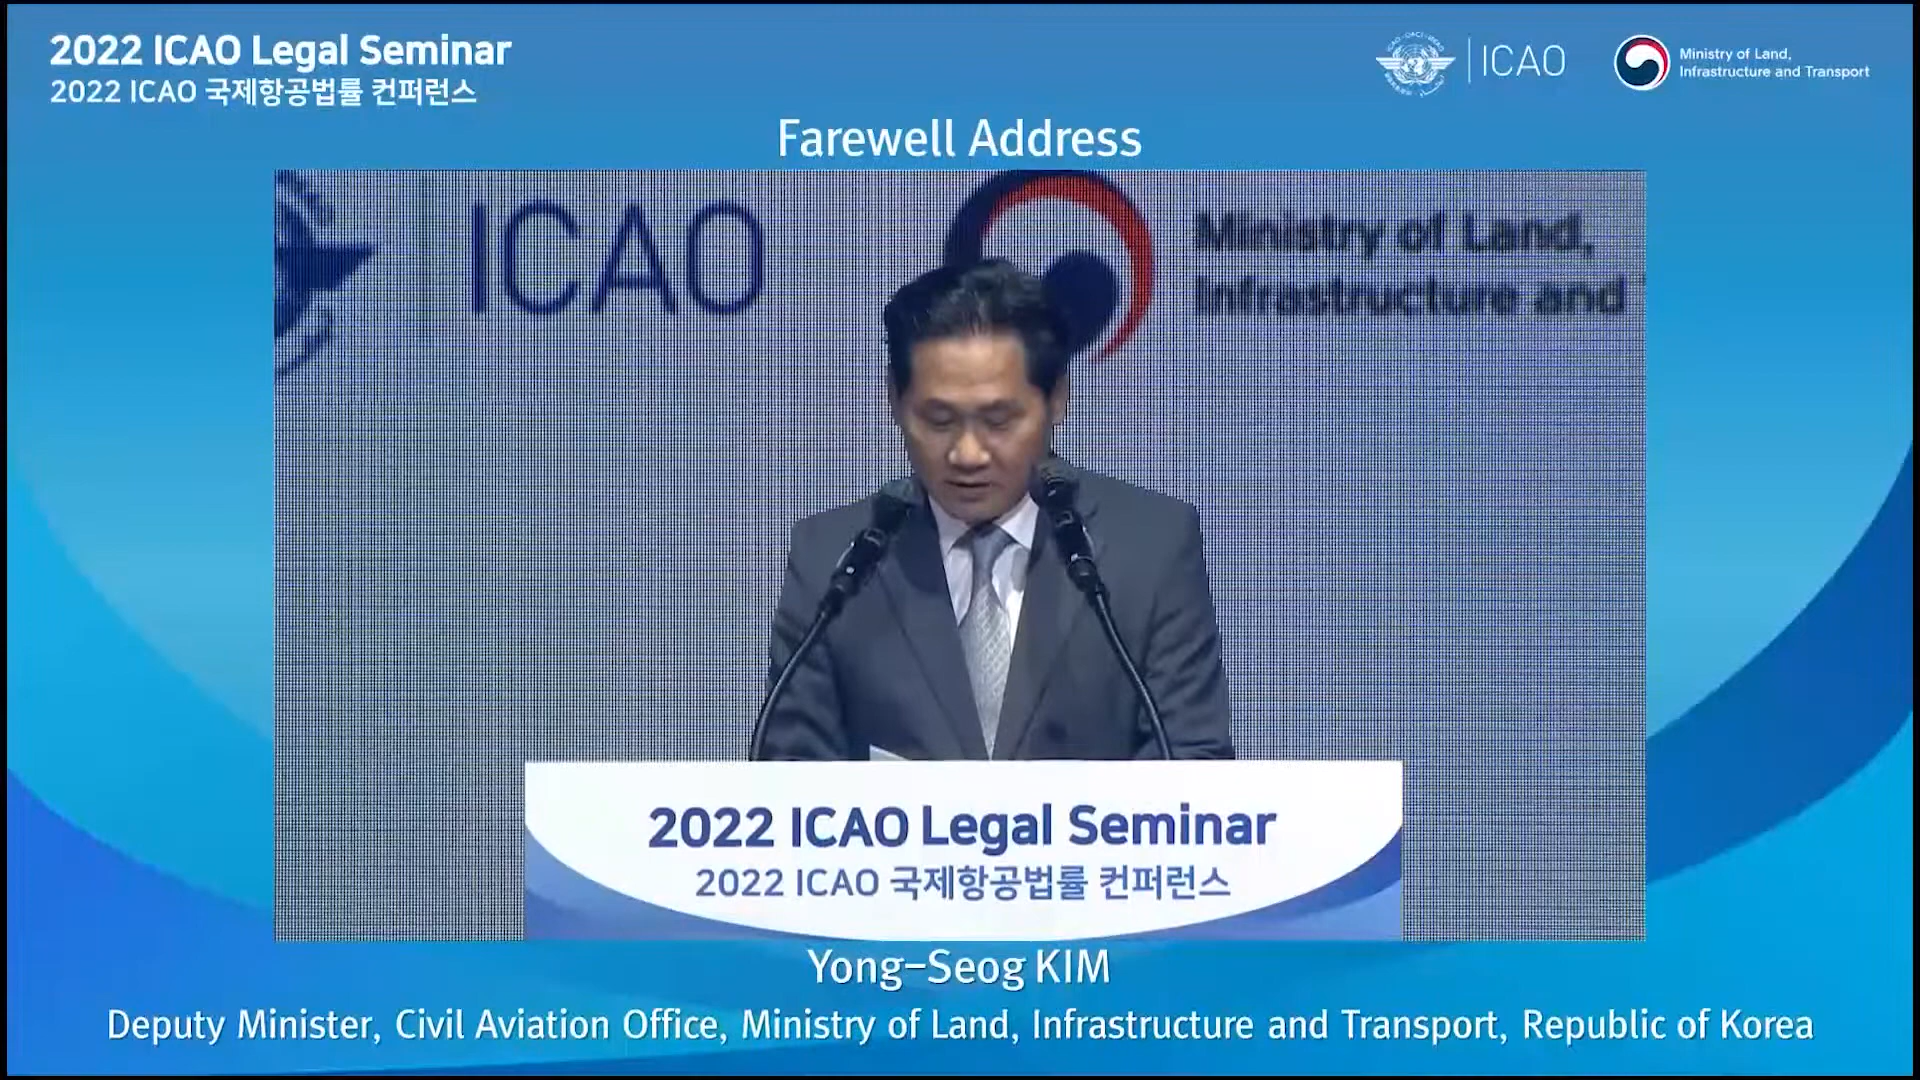 2022 ICAO Legal Seminar
2022 ICAO 국제항공법률 컨퍼런스
ICAO
Ministry of Land,
Infrastructure and Transport
Farewell Address
ICAO
Ministry of Land,
Infrastructure and
2022 ICAO Legal Seminar
2022 ICAO 국제항공법률 컨퍼런스
Yong-Seog KIM
Deputy Minister, Civil Aviation Office, Ministry of Land, Infrastructure and Transport, Republic of Korea